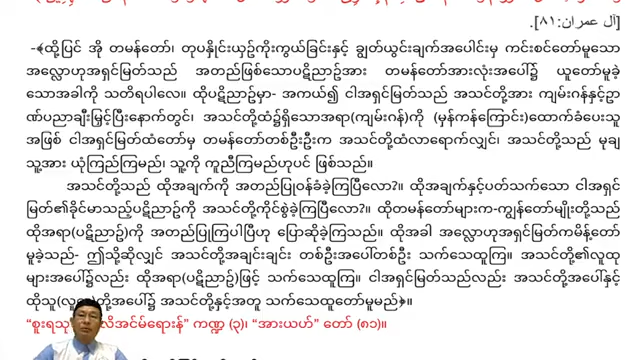 [آل عمران:٨١].
-﴿ထို့ပြင် အို တမန်တော်၊ တုပနှိုင်းယှဉ်ကိုးကွယ်ခြင်းနှင့် ချွတ်ယွင်းချက်အပေါင်းမှ ကင်းစင်တော်မူသော
အလ္လောဟုအရှင်မြတ်သည် အတည်ဖြစ်သောပဋိညာဉ်အား တမန်တော်အားလုံးအပေါ်၌ ယူတော်မူခဲ့
သောအခါကို သတိရပါလေ။ ထိုပဋိညာဉ်မှာ- အကယ်၍ ငါအရှင်မြတ်သည် အသင်တို့အား ကျမ်းဂန်နှင့်ဉာ
ဏ်ပညာချီးမြှင့်ပြီးနောက်တွင်၊ အသင်တို့ထံ၌ရှိသောအရာ(ကျမ်းဂန်)ကို (မှန်ကန်ကြောင်း)ထောက်ခံပေးသူ
အဖြစ် ငါအရှင်မြတ်ထံတော်မှ တမန်တော်တစ်ဦးဦးက အသင်တို့ထံလာရောက်လျှင်၊ အသင်တို့သည် မုချ
သူ့အား ယုံကြည်ကြမည်၊ သူ့ကို ကူညီကြမည်ဟုပင် ဖြစ်သည်။
အသင်တို့သည် ထိုအချက်ကို အတည်ပြုဝန်ခံခဲ့ကြပြီလော?။ ထိုအချက်နှင့်ပတ်သက်သော ငါအရှင်
မြတ်၏ခိုင်မာသည့်ပဋိညာဉ်ကို အသင်တို့ကိုင်စွဲခဲ့ကြပြီလော?။ ထိုတမန်တော်များက-ကျွန်တော်မျိုးတို့သည်
ထိုအရာ(ပဋိညာဉ်)ကို အတည်ပြုကြပါပြီဟု ပြောဆိုခဲ့ကြသည်။ ထိုအခါ အလ္လောဟုအရှင်မြတ်ကမိန့်တော်
မူခဲ့သည်- ဤသို့ဆိုလျှင် အသင်တို့အချင်းချင်း တစ်ဦးအပေါ်တစ်ဦး သက်သေထူကြ။ အသင်တို့၏လူထု
များအပေါ်၌လည်း ထိုအရာ(ပဋိညာဉ်)ဖြင့် သက်သေထူကြ။ ငါအရှင်မြတ်သည်လည်း အသင်တို့အပေါ်နှင့်
ထိုသူ(လူထု)တို့အပေါ်၌ အသင်တို့နှင့်အတူ သက်သေထူတော်မူမည်﴾။
“စူးရသု လိအင်မ်ရောနန်” ကဏ္ဍ (၃)၊ “အာယဟ်” တော် (၈၁)။